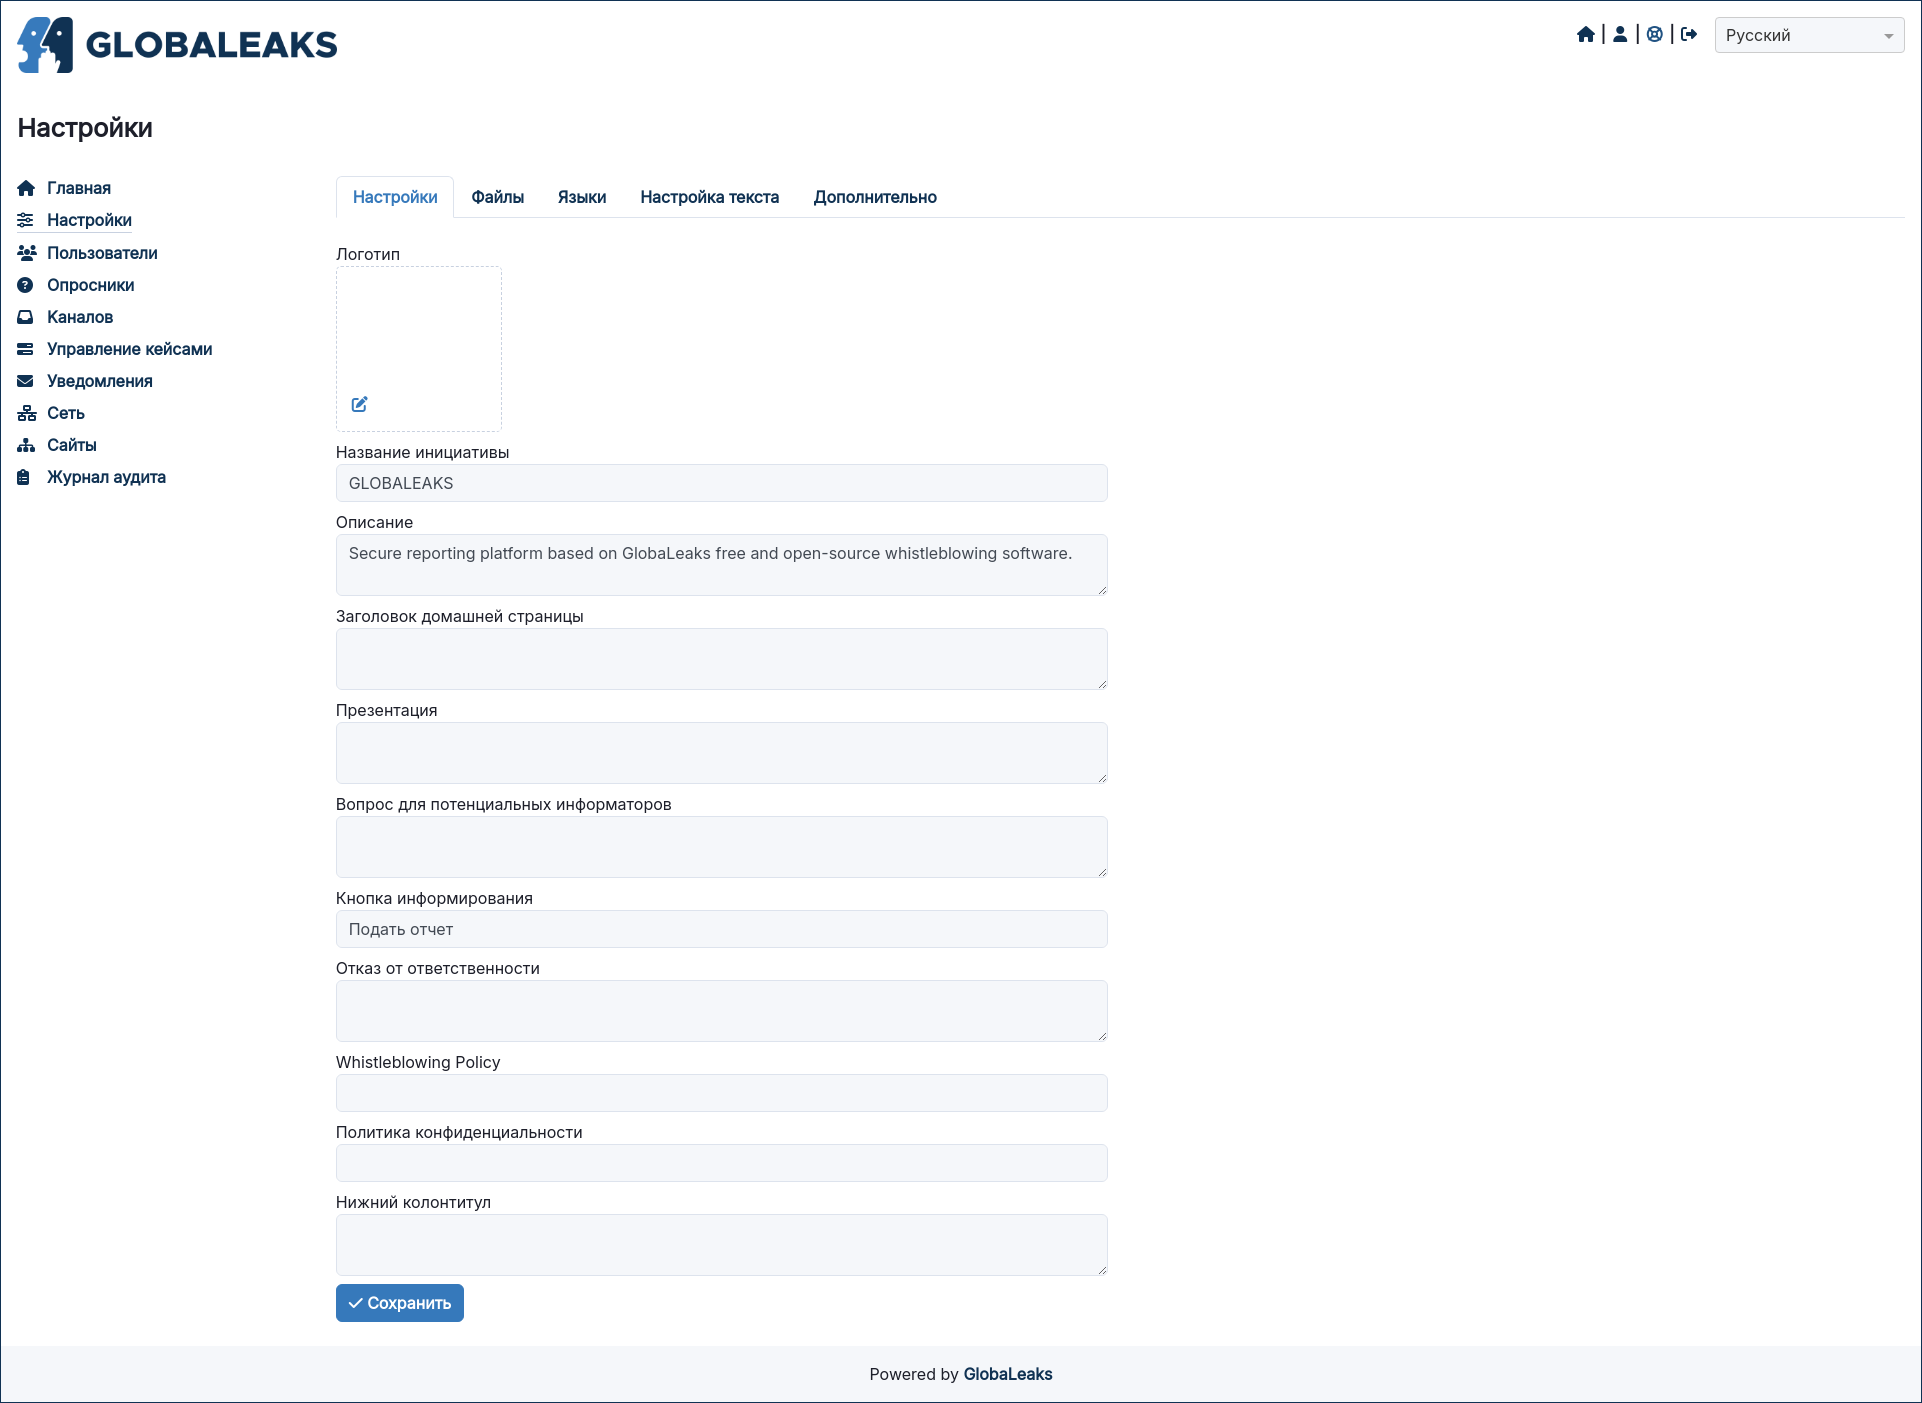 GLOBALEAKS
Русский
Настройки
Главная
Настройки
Пользователи
Опросники
Каналов
Управление кейсами
Уведомления
Сеть
Сайты
Журнал аудита
Настройки Файлы Языки Настройка текста Дополнительно
Логотип
Название инициативы
GLOBALEAKS
Описание
Secure reporting platform based on GlobaLeaks free and open-source whistleblowing software.
Заголовок домашней страницы
Презентация
Вопрос для потенциальных информаторов
Кнопка информирования
Подать отчет
Отказ от ответственности
Whistleblowing Policy
Политика конфиденциальности
Нижний колонтитул
Сохранить
Powered by GlobaLeaks